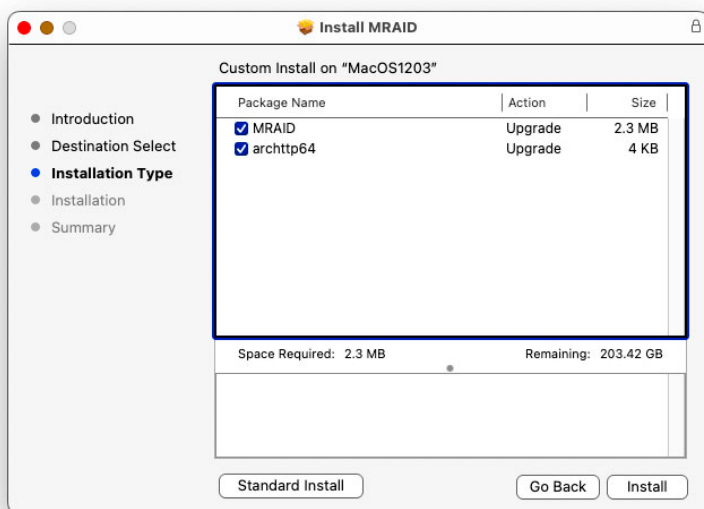 Install MRAID
Custom Install on “MacOS1203”
Introduction
Destination Select
Installation Type
Installation
Summary
Package Name Action Size
MRAID Upgrade 2.3 MB
archttp64 Upgrade 4 KB
Space Required: 2.3 MB Remaining: 203.42 GB
Standard Install Go Back Install